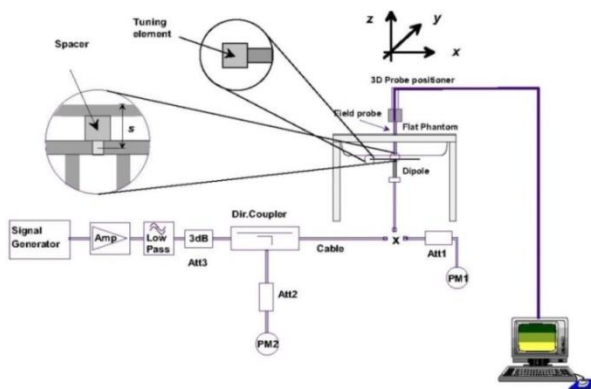 Spacer
s
Tuning
element
z
y
x
3D Probe positioner
Field probe
Flat Phantom
Dipole
Signal
Generator
Amp
Low
Pass
3dB
Att3
Dir.Coupler
Cable
x
Att1
PM1
Att2
PM2